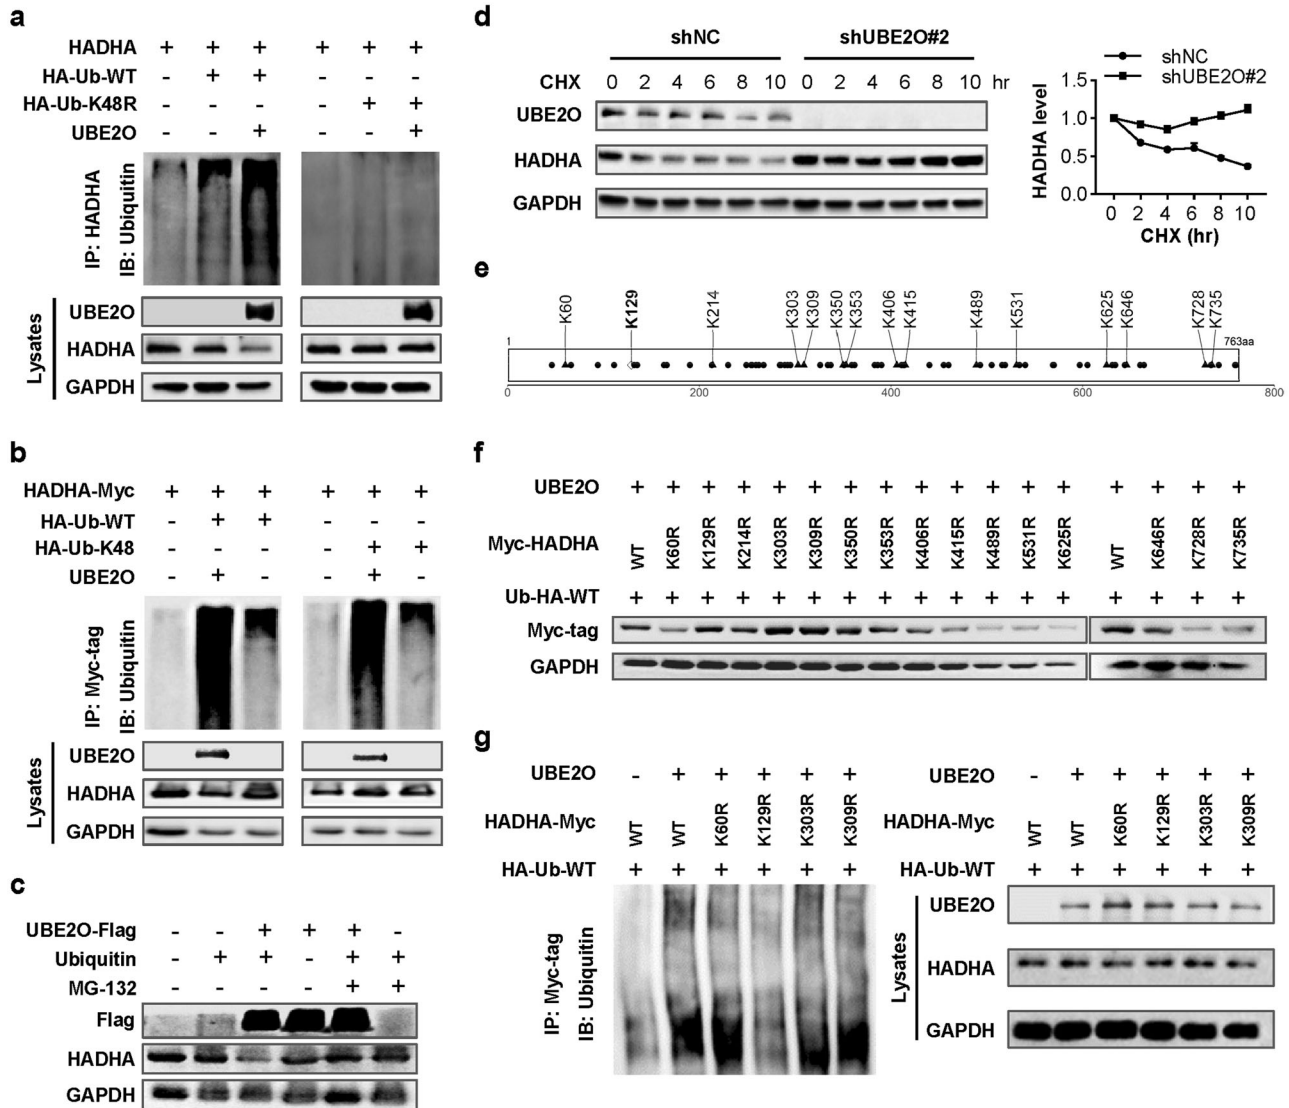 a
HADHA + + + + + +
HA-Ub-WT - + + - - -
HA-Ub-K48R - - - - + +
UBE2O - - + - - +
IP: HADHA
IB: Ubiquitin
Lysates
UBE2O
HADHA
GAPDH
b
HADHA-Myc + + + + + +
HA-Ub-WT - + + - - -
HA-Ub-K48 - - - - + +
UBE2O - + - - + -
IP: Myc-tag
IB: Ubiquitin
Lysates
UBE2O
HADHA
GAPDH
c
UBE2O-Flag - - + + + -
Ubiquitin - + + - + +
MG-132 - - - - + +
Flag
HADHA
GAPDH
d
shNC shUBE2O#2
CHX 0 2 4 6 8 10 0 2 4 6 8 10 hr
UBE2O
HADHA
GAPDH
shNC
shUBE2O#2
HADHA level
1.5
1.0
0.5
0.0
0 2 4 6 8 10
CHX (hr)
e
K60 K129 K214 K303 K309 K350 K353 K406 K415 K489 K531 K625 K646 K728 K735
1 763aa
0 200 400 600 800
f
UBE2O + + + + + + + + + + + + + + + + +
Myc-HADHA WT K60R K129R K214R K303R K309R K350R K353R K406R K415R K489R K531R K625R WT K646R K728R K735R
Ub-HA-WT + + + + + + + + + + + + + + + + +
Myc-tag
GAPDH
g
UBE2O - + + + + +
HADHA-Myc WT WT K60R K129R K303R K309R
HA-Ub-WT + + + + + +
IP: Myc-tag
IB: Ubiquitin
UBE2O - + + + + +
HADHA-Myc WT WT K60R K129R K303R K309R
HA-Ub-WT + + + + + +
Lysates
UBE2O
HADHA
GAPDH